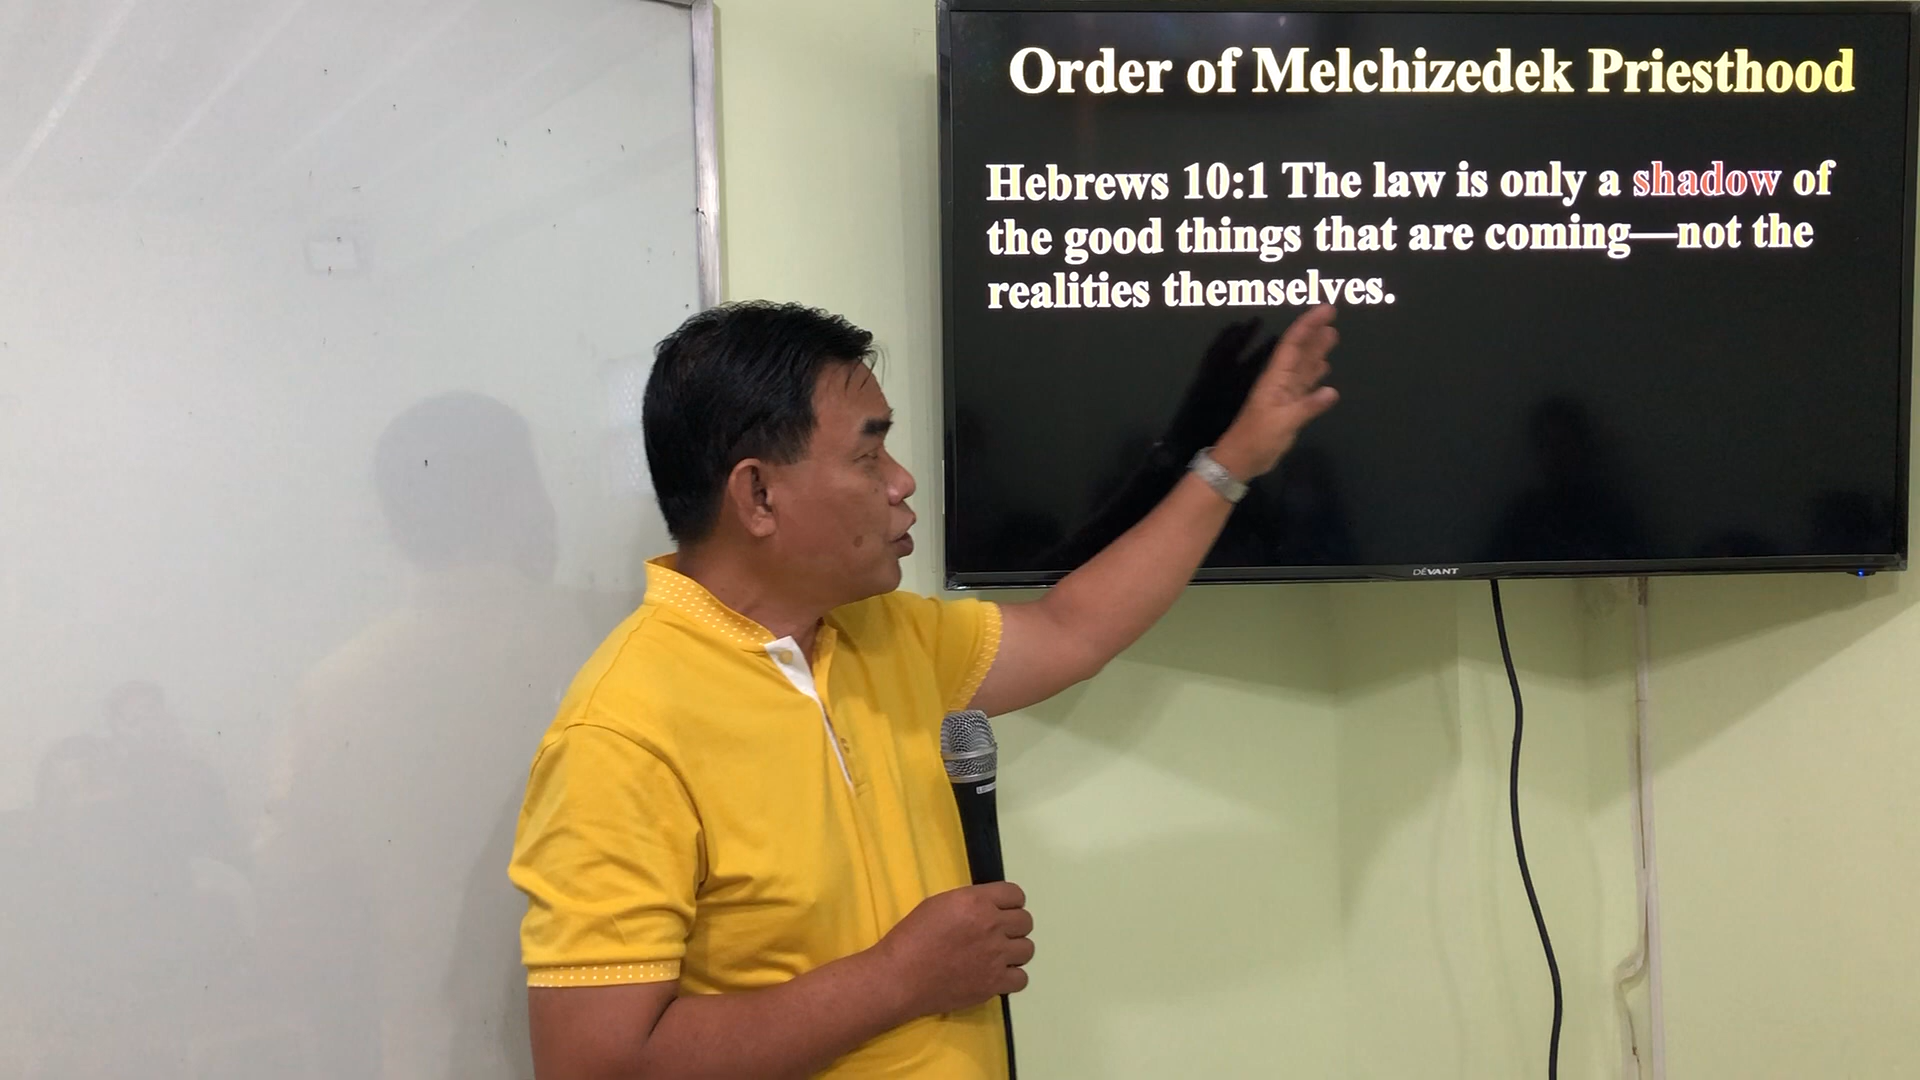 Order of Melchizedek Priesthood
Hebrews 10:1 The law is only a shadow of
the good things that are coming—not the
realities themselves.
DEVANT